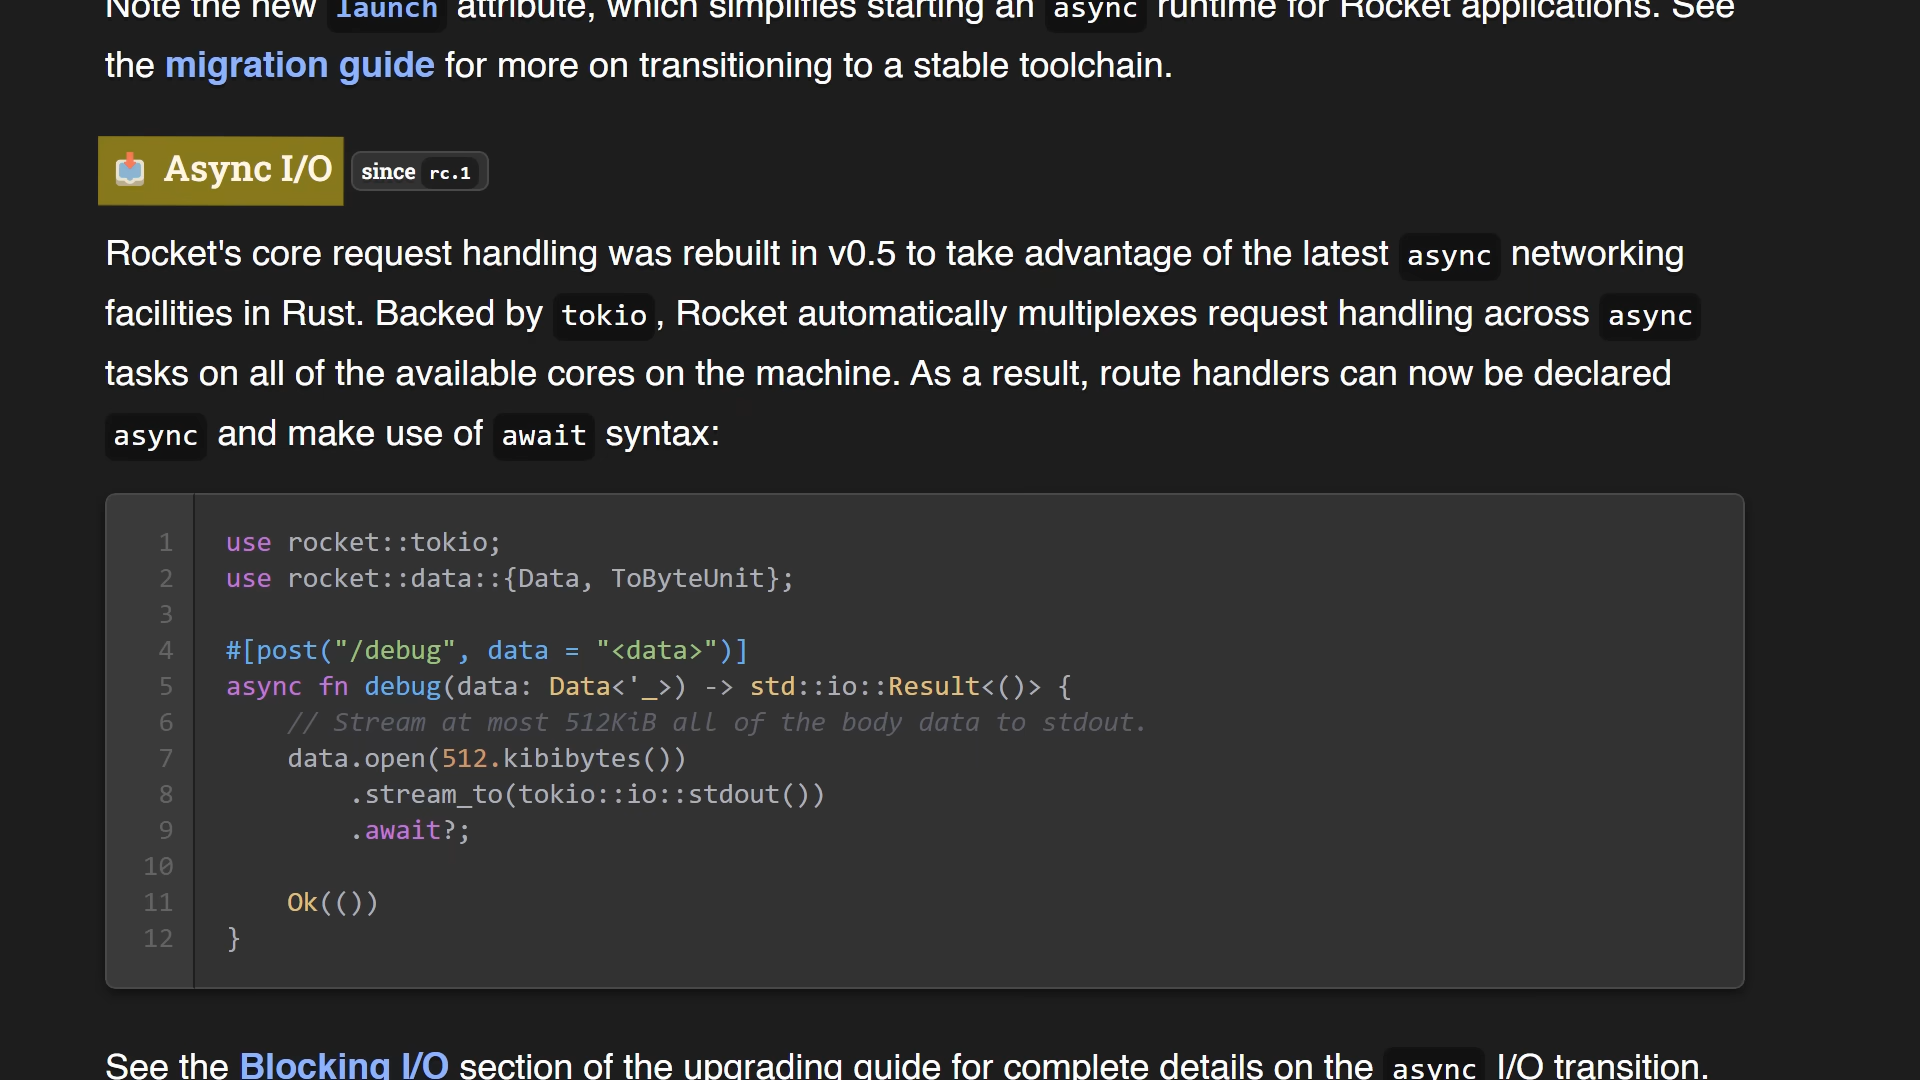 Note the new launch attribute, which simplifies starting an async runtime for Rocket applications. See
the migration guide for more on transitioning to a stable toolchain.
Async I/O since rc.1
Rocket's core request handling was rebuilt in v0.5 to take advantage of the latest async networking
facilities in Rust. Backed by tokio, Rocket automatically multiplexes request handling across async
tasks on all of the available cores on the machine. As a result, route handlers can now be declared
async and make use of await syntax:
1 use rocket::tokio;
2 use rocket::data::{Data, ToByteUnit};
3
4 #[post("/debug", data = "<data>")]
5 async fn debug(data: Data<'_>) -> std::io::Result<()> {
6     // Stream at most 512KiB all of the body data to stdout.
7     data.open(512.kibibytes())
8         .stream_to(tokio::io::stdout())
9         .await?;
10
11     Ok(())
12 }
See the Blocking I/O section of the upgrading guide for complete details on the async I/O transition.